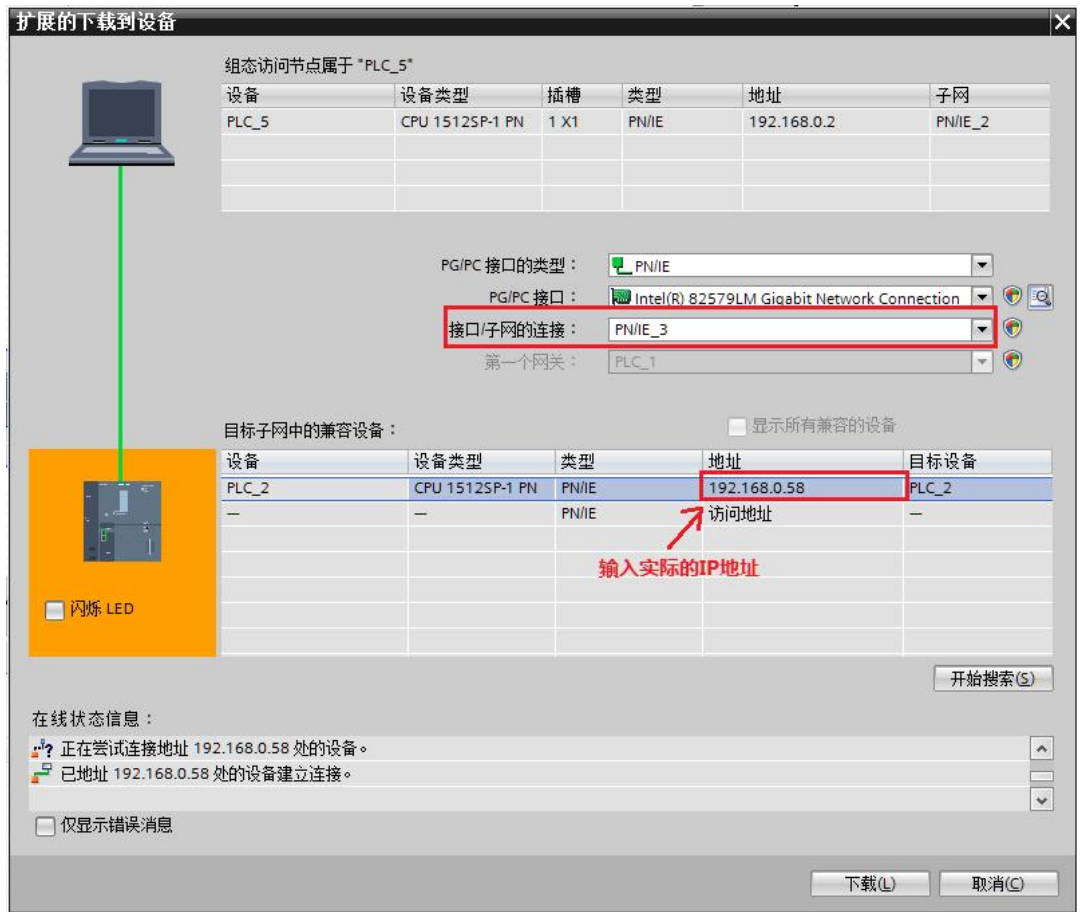 扩展的下载到设备
组态访问节点属于 "PLC_5"
设备 设备类型 插槽 类型 地址 子网
PLC_5 CPU 1512SP-1 PN 1 X1 PN/IE 192.168.0.2 PN/IE_2
PG/PC 接口的类型： PN/IE
PG/PC 接口： Intel(R) 82579LM Gigabit Network Connection
接口/子网的连接： PN/IE_3
第一个网关： PLC_1
目标子网中的兼容设备： 显示所有兼容的设备
设备 设备类型 类型 地址 目标设备
PLC_2 CPU 1512SP-1 PN PN/IE 192.168.0.58 PLC_2
— — PN/IE 访问地址 —
输入实际的IP地址
闪烁 LED
开始搜索(S)
在线状态信息：
正在尝试连接地址 192.168.0.58 处的设备。
已地址 192.168.0.58 处的设备建立连接。
仅显示错误消息
下载(L) 取消(C)